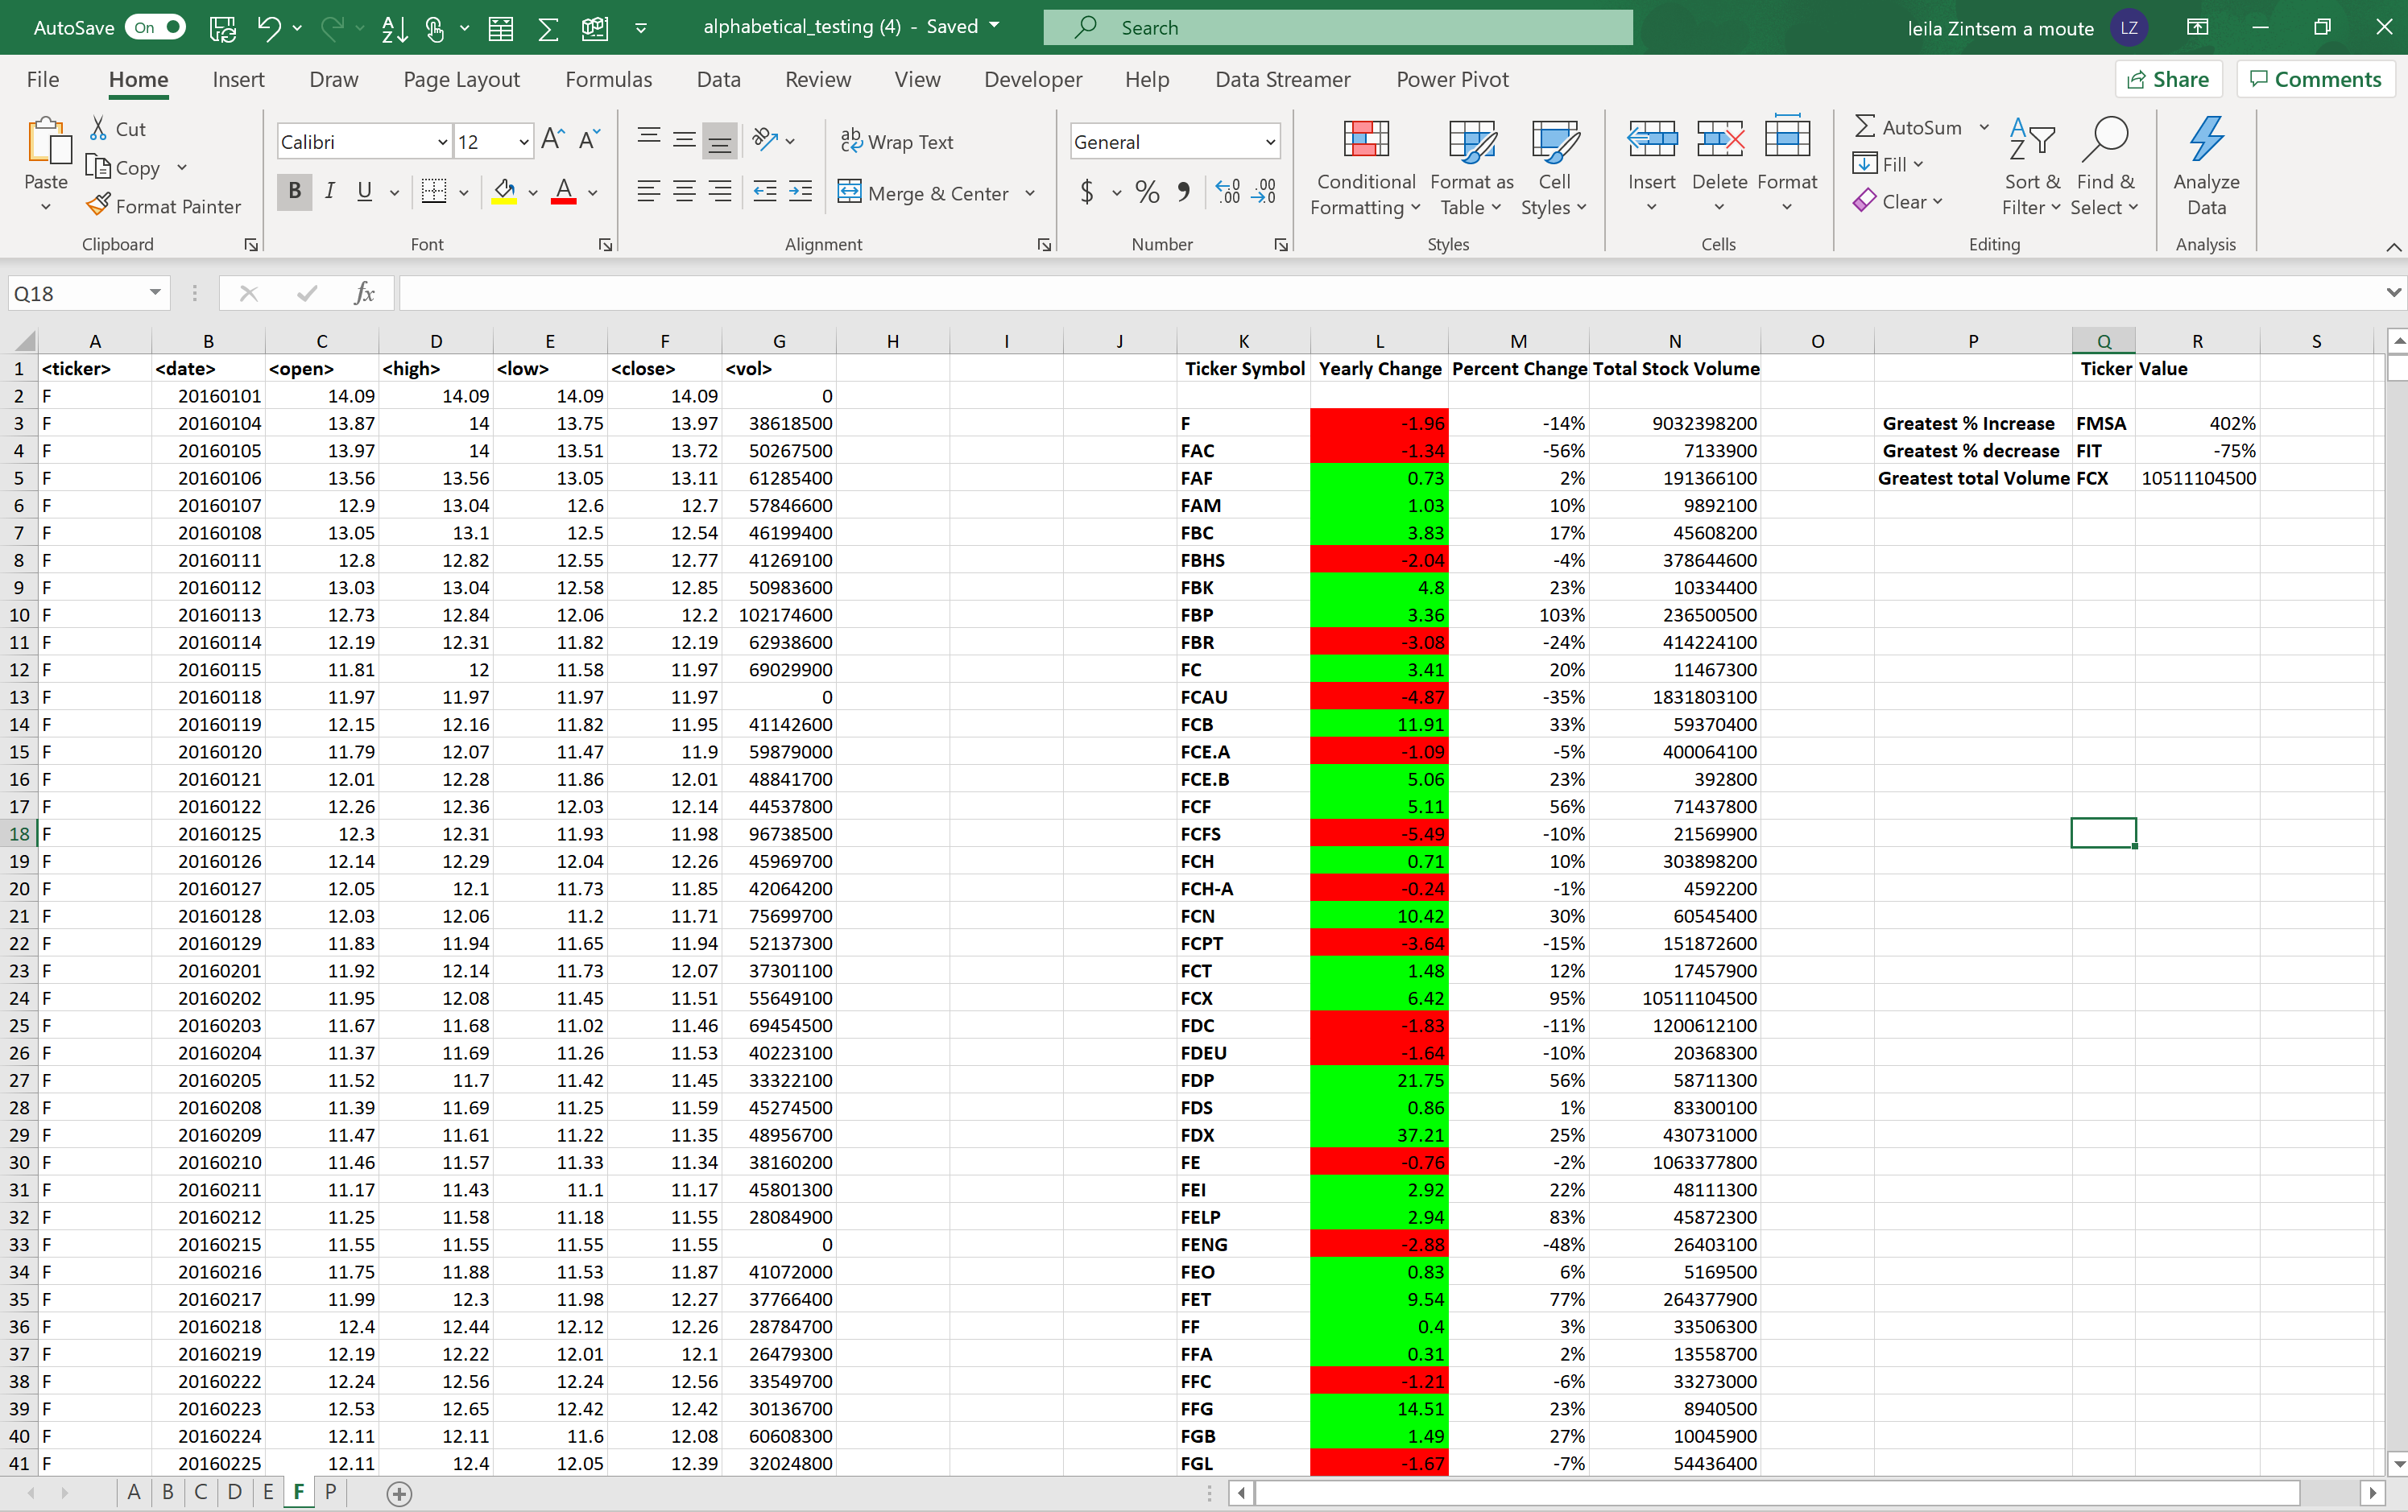 AutoSave On alphabetical_testing (4) - Saved Search leila Zintsem a moute LZ
File Home Insert Draw Page Layout Formulas Data Review View Developer Help Data Streamer Power Pivot Share Comments
Paste Cut Copy Format Painter Clipboard
Calibri 12 B I U A Font
Wrap Text Merge & Center Alignment
General $ % Number
Conditional Formatting Format as Table Cell Styles Styles
Insert Delete Format Cells
AutoSum Fill Clear Sort & Filter Find & Select Editing
Analyze Data Analysis
Q18 fx
A B C D E F G H I J K L M N O P Q R S
1 <ticker> <date> <open> <high> <low> <close> <vol> Ticker Symbol Yearly Change Percent Change Total Stock Volume Ticker Value
2 F 20160101 14.09 14.09 14.09 14.09 0
3 F 20160104 13.87 14 13.75 13.97 38618500 F -1.96 -14% 9032398200 Greatest % Increase FMSA 402%
4 F 20160105 13.97 14 13.51 13.72 50267500 FAC -1.34 -56% 7133900 Greatest % decrease FIT -75%
5 F 20160106 13.56 13.56 13.05 13.11 61285400 FAF 0.73 2% 191366100 Greatest total Volume FCX 10511104500
6 F 20160107 12.9 13.04 12.6 12.7 57846600 FAM 1.03 10% 9892100
7 F 20160108 13.05 13.1 12.5 12.54 46199400 FBC 3.83 17% 45608200
8 F 20160111 12.8 12.82 12.55 12.77 41269100 FBHS -2.04 -4% 378644600
9 F 20160112 13.03 13.04 12.58 12.85 50983600 FBK 4.8 23% 10334400
10 F 20160113 12.73 12.84 12.06 12.2 102174600 FBP 3.36 103% 236500500
11 F 20160114 12.19 12.31 11.82 12.19 62938600 FBR -3.08 -24% 414224100
12 F 20160115 11.81 12 11.58 11.97 69029900 FC 3.41 20% 11467300
13 F 20160118 11.97 11.97 11.97 11.97 0 FCAU -4.87 -35% 1831803100
14 F 20160119 12.15 12.16 11.82 11.95 41142600 FCB 11.91 33% 59370400
15 F 20160120 11.79 12.07 11.47 11.9 59879000 FCE.A -1.09 -5% 400064100
16 F 20160121 12.01 12.28 11.86 12.01 48841700 FCE.B 5.06 23% 392800
17 F 20160122 12.26 12.36 12.03 12.14 44537800 FCF 5.11 56% 71437800
18 F 20160125 12.3 12.31 11.93 11.98 96738500 FCFS -5.49 -10% 21569900
19 F 20160126 12.14 12.29 12.04 12.26 45969700 FCH 0.71 10% 303898200
20 F 20160127 12.05 12.1 11.73 11.85 42064200 FCH-A -0.24 -1% 4592200
21 F 20160128 12.03 12.06 11.2 11.71 75699700 FCN 10.42 30% 60545400
22 F 20160129 11.83 11.94 11.65 11.94 52137300 FCPT -3.64 -15% 151872600
23 F 20160201 11.92 12.14 11.73 12.07 37301100 FCT 1.48 12% 17457900
24 F 20160202 11.95 12.08 11.45 11.51 55649100 FCX 6.42 95% 10511104500
25 F 20160203 11.67 11.68 11.02 11.46 69454500 FDC -1.83 -11% 1200612100
26 F 20160204 11.37 11.69 11.26 11.53 40223100 FDEU -1.64 -10% 20368300
27 F 20160205 11.52 11.7 11.42 11.45 33322100 FDP 21.75 56% 58711300
28 F 20160208 11.39 11.69 11.25 11.59 45274500 FDS 0.86 1% 83300100
29 F 20160209 11.47 11.61 11.22 11.35 48956700 FDX 37.21 25% 430731000
30 F 20160210 11.46 11.57 11.33 11.34 38160200 FE -0.76 -2% 1063377800
31 F 20160211 11.17 11.43 11.1 11.17 45801300 FEI 2.92 22% 48111300
32 F 20160212 11.25 11.58 11.18 11.55 28084900 FELP 2.94 83% 45872300
33 F 20160215 11.55 11.55 11.55 11.55 0 FENG -2.88 -48% 26403100
34 F 20160216 11.75 11.88 11.53 11.87 41072000 FEO 0.83 6% 5169500
35 F 20160217 11.99 12.3 11.98 12.27 37766400 FET 9.54 77% 264377900
36 F 20160218 12.4 12.44 12.12 12.26 28784700 FF 0.4 3% 33506300
37 F 20160219 12.19 12.22 12.01 12.1 26479300 FFA 0.31 2% 13558700
38 F 20160222 12.24 12.56 12.24 12.56 33549700 FFC -1.21 -6% 33273000
39 F 20160223 12.53 12.65 12.42 12.42 30136700 FFG 14.51 23% 8940500
40 F 20160224 12.11 12.11 11.6 12.08 60608300 FGB 1.49 27% 10045900
41 F 20160225 12.11 12.4 12.05 12.39 32024800 FGL -1.67 -7% 54436400
A B C D E F P